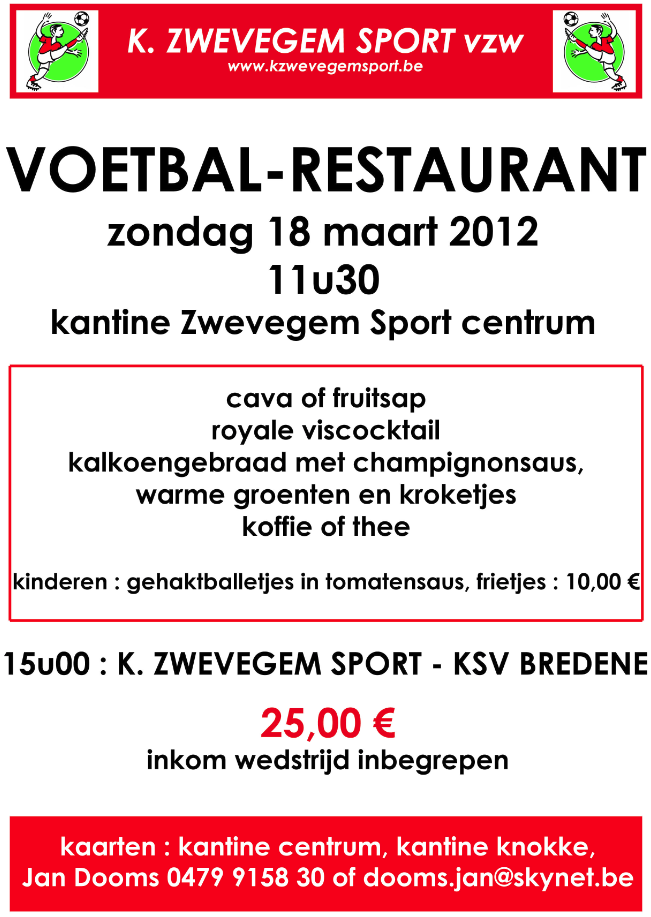 K. ZWEVEGEM SPORT vzw
www.kzwevegemsport.be
VOETBAL-RESTAURANT
zondag 18 maart 2012
11u30
kantine Zwevegem Sport centrum
cava of fruitsap
royale viscocktail
kalkoengebraad met champignonsaus,
warme groenten en kroketjes
koffie of thee
kinderen : gehaktballetjes in tomatensaus, frietjes : 10,00 €
15u00 : K. ZWEVEGEM SPORT - KSV BREDENE
25,00 €
inkom wedstrijd inbegrepen
kaarten : kantine centrum, kantine knokke,
Jan Dooms 0479 9158 30 of dooms.jan@skynet.be